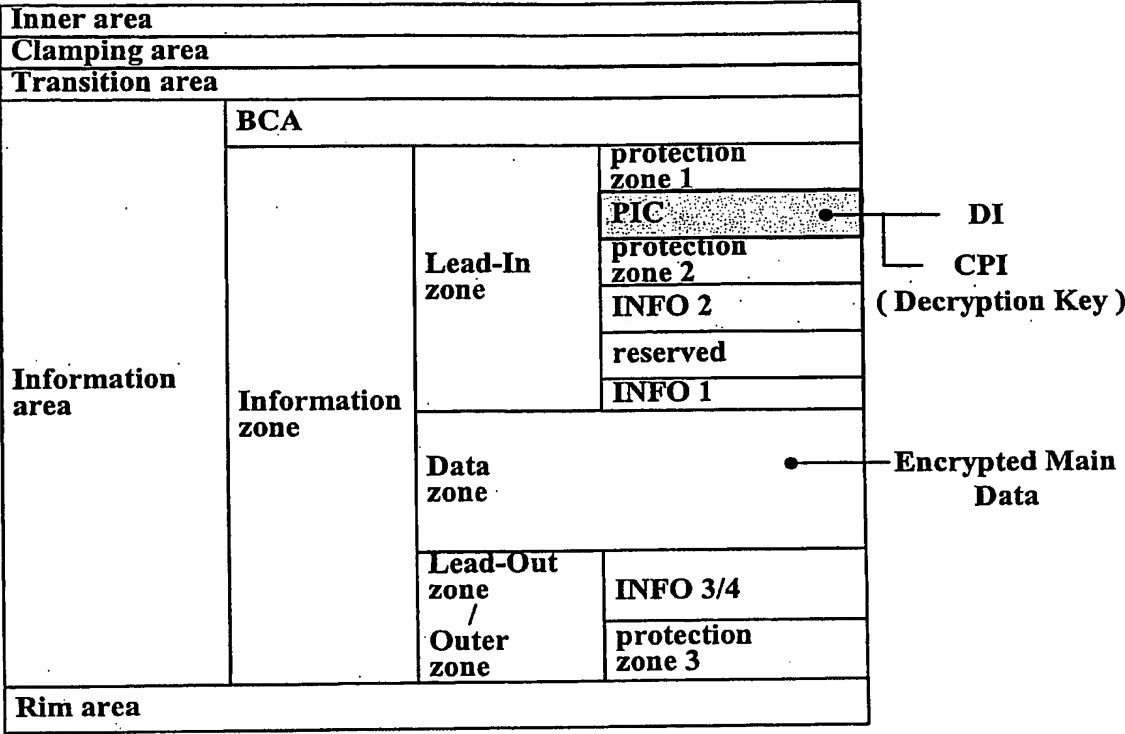 Inner area
Clamping area
Transition area
BCA
protection
zone 1
PIC
DI
protection
zone 2
CPI
( Decryption Key )
Lead-In
zone
INFO 2
reserved
INFO 1
Information
area
Information
zone
Data
zone
Encrypted Main
Data
Lead-Out
zone
/
Outer
zone
INFO 3/4
protection
zone 3
Rim area